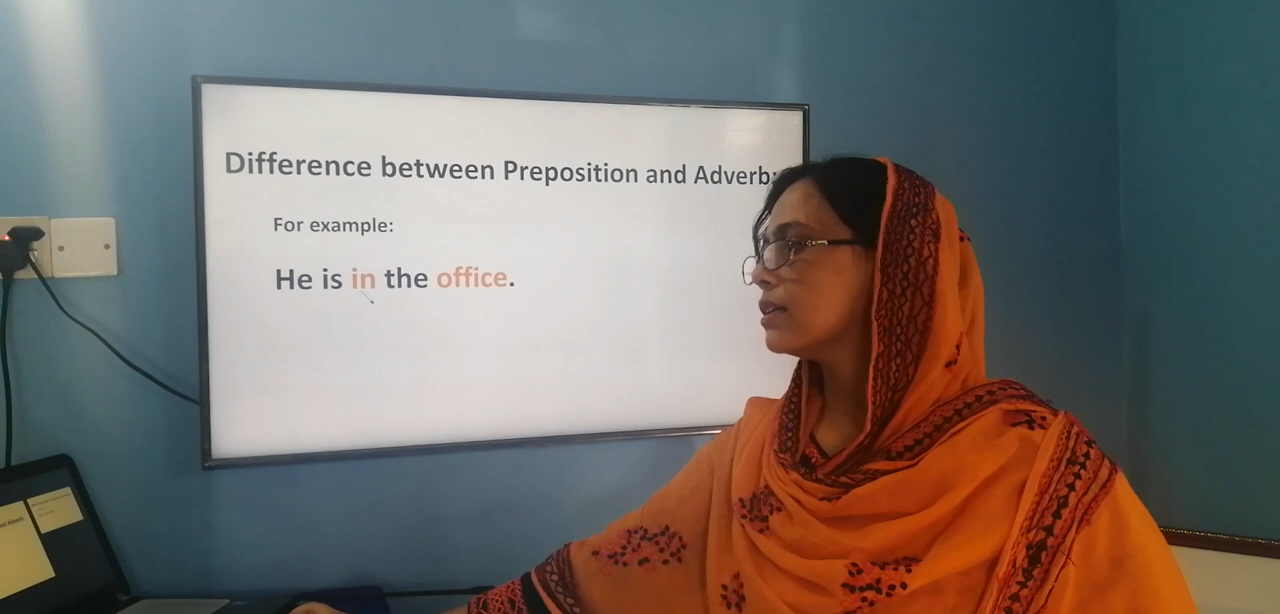 Difference between Preposition and Adverb:
For example:
He is in the office.